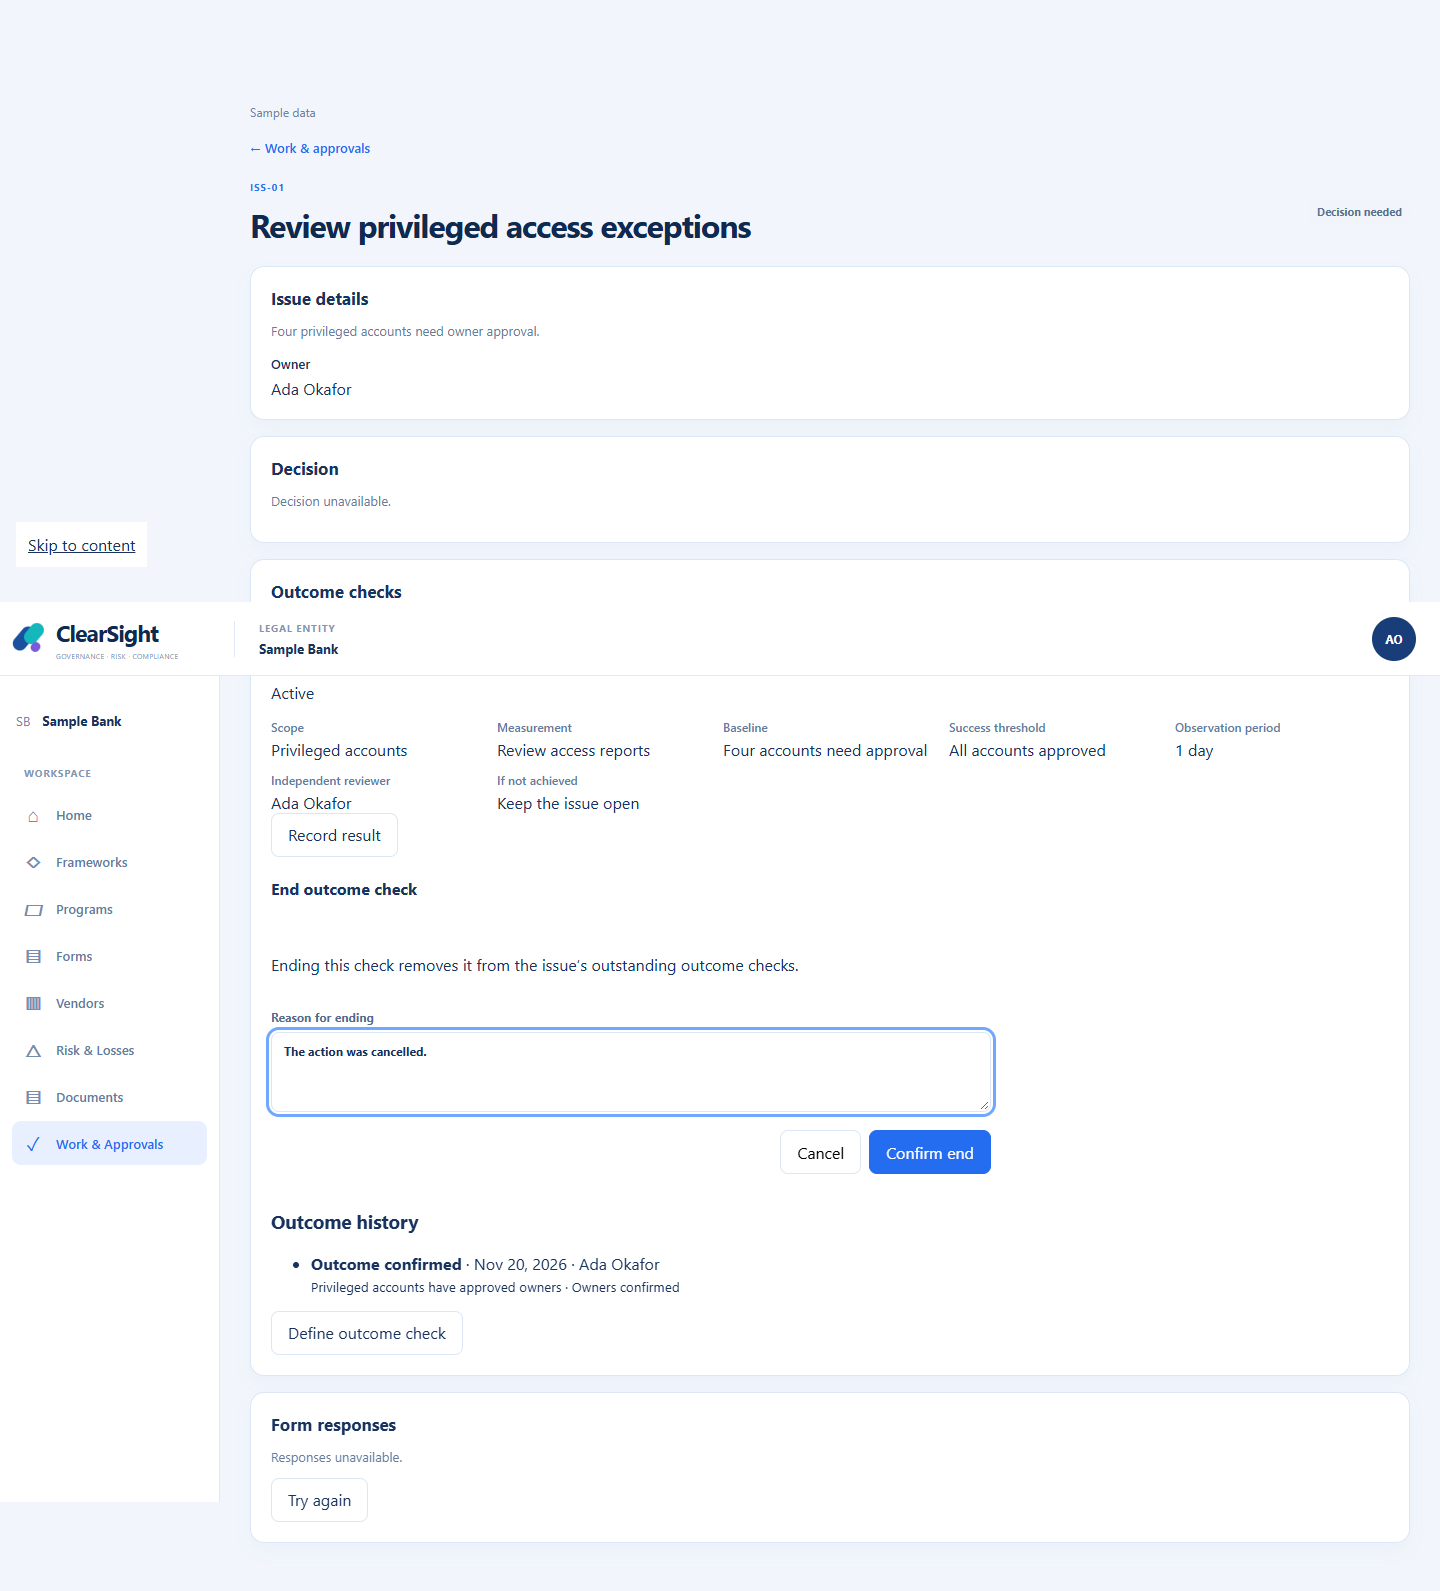 Sample data
← Work & approvals
ISS-01
Review privileged access exceptions
Decision needed
Issue details
Four privileged accounts need owner approval.
Owner
Ada Okafor
Decision
Decision unavailable.
Skip to content
Outcome checks
ClearSight
GOVERNANCE · RISK · COMPLIANCE
LEGAL ENTITY
Sample Bank
AO
SB Sample Bank
WORKSPACE
Home
Frameworks
Programs
Forms
Vendors
Risk & Losses
Documents
Work & Approvals
Active
Scope
Privileged accounts
Measurement
Review access reports
Baseline
Four accounts need approval
Success threshold
All accounts approved
Observation period
1 day
Independent reviewer
Ada Okafor
If not achieved
Keep the issue open
Record result
End outcome check
Ending this check removes it from the issue’s outstanding outcome checks.
Reason for ending
The action was cancelled.
Cancel
Confirm end
Outcome history
• Outcome confirmed · Nov 20, 2026 · Ada Okafor
Privileged accounts have approved owners · Owners confirmed
Define outcome check
Form responses
Responses unavailable.
Try again